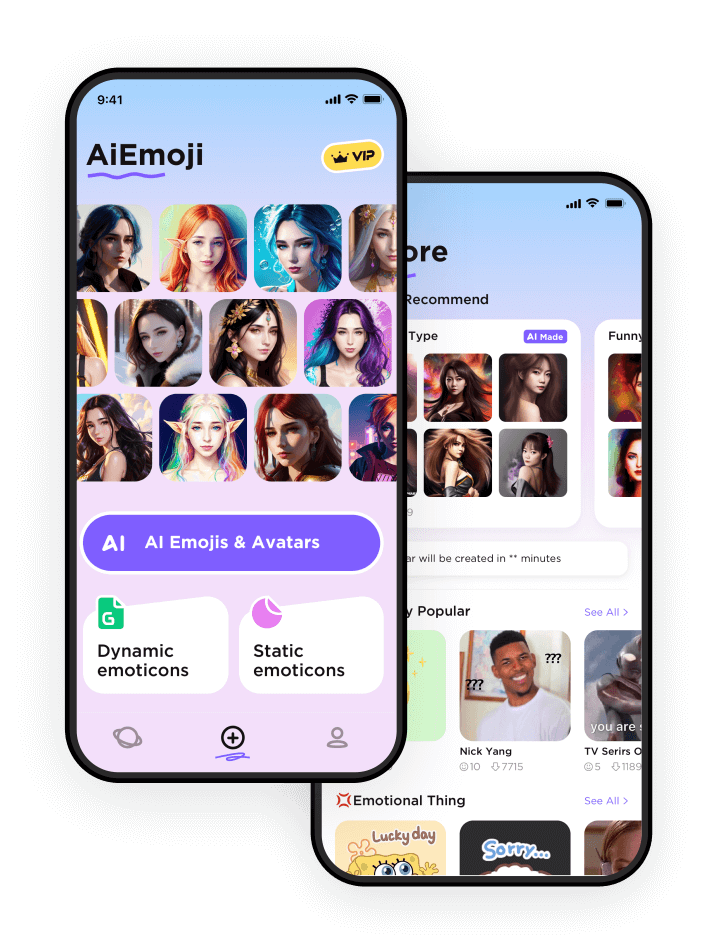 9:41
AiEmoji
VIP
AI AI Emojis & Avatars
G
Dynamic
emoticons
Static
emoticons
ore
Recommend
Type
AI Made
Funny
9
ar will be created in ** minutes
y Popular
See All >
???
???
you are s
Nick Yang
10 7715
TV Serirs O
5 1189
Emotional Thing
See All >
Lucky day
Sorry...